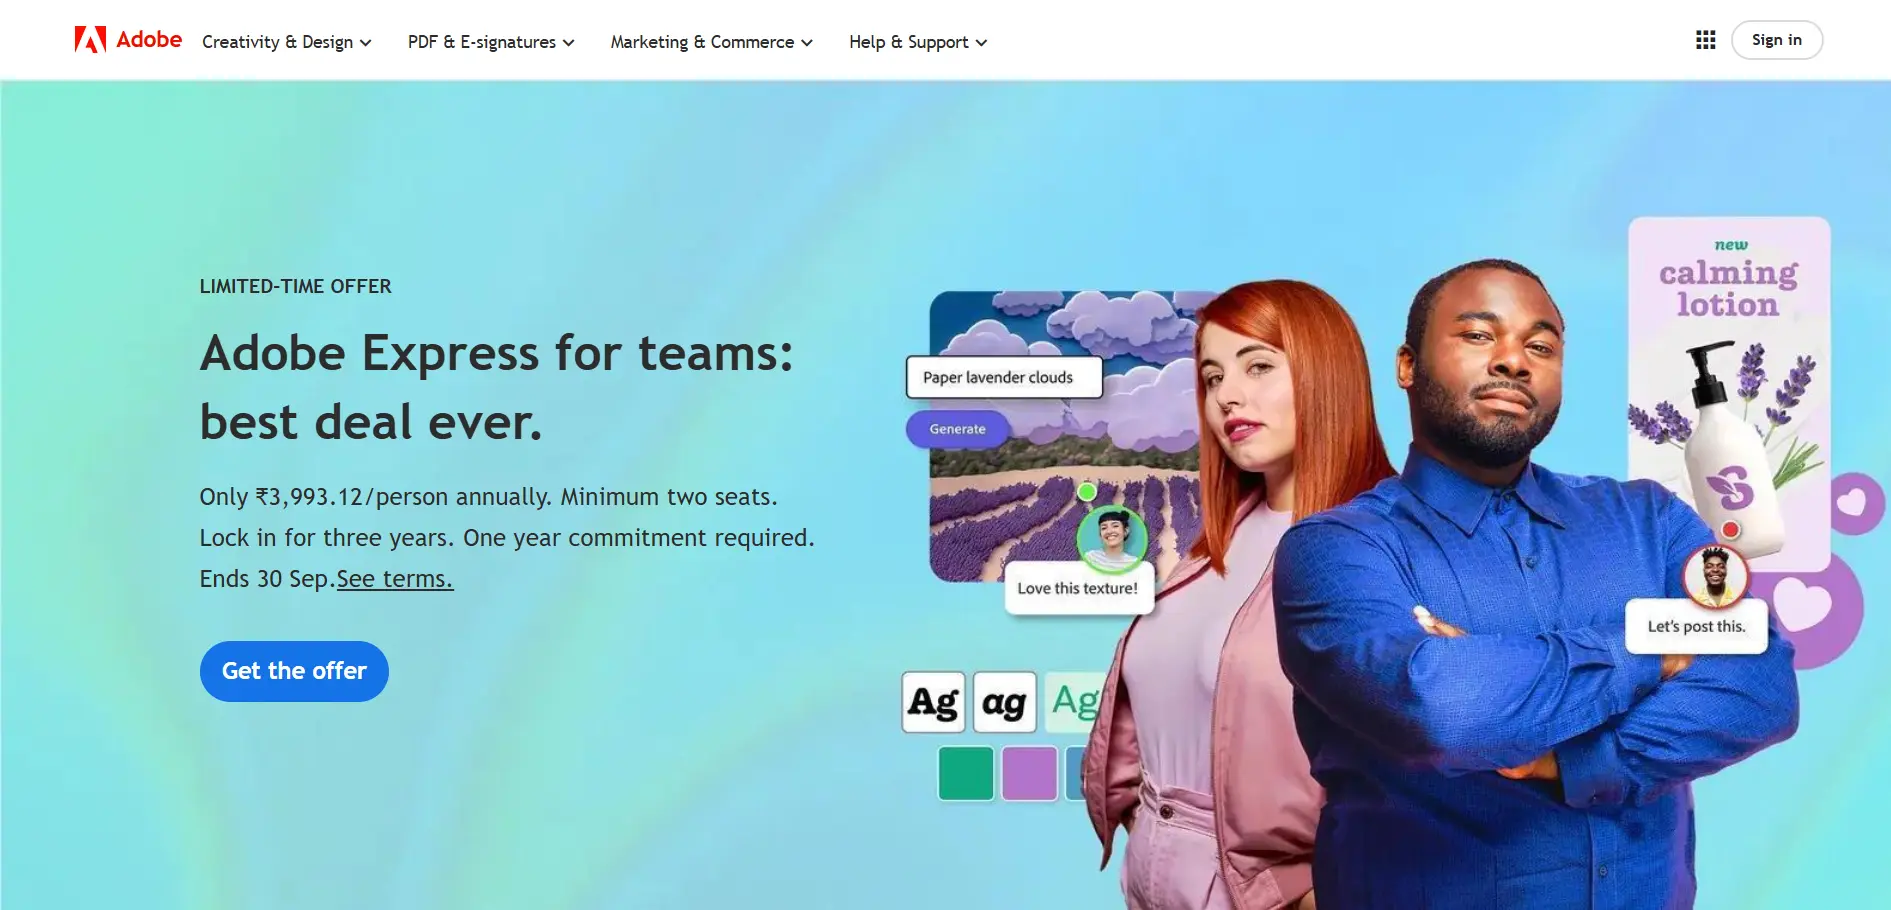 Adobe
Creativity & Design
PDF & E-signatures
Marketing & Commerce
Help & Support
Sign in
LIMITED-TIME OFFER
Adobe Express for teams:
best deal ever.
Only ₹3,993.12/person annually. Minimum two seats.
Lock in for three years. One year commitment required.
Ends 30 Sep.See terms.
Get the offer
Paper lavender clouds
Generate
Love this texture!
Ag
ag
Ag
new
calming
lotion
S
Let's post this.